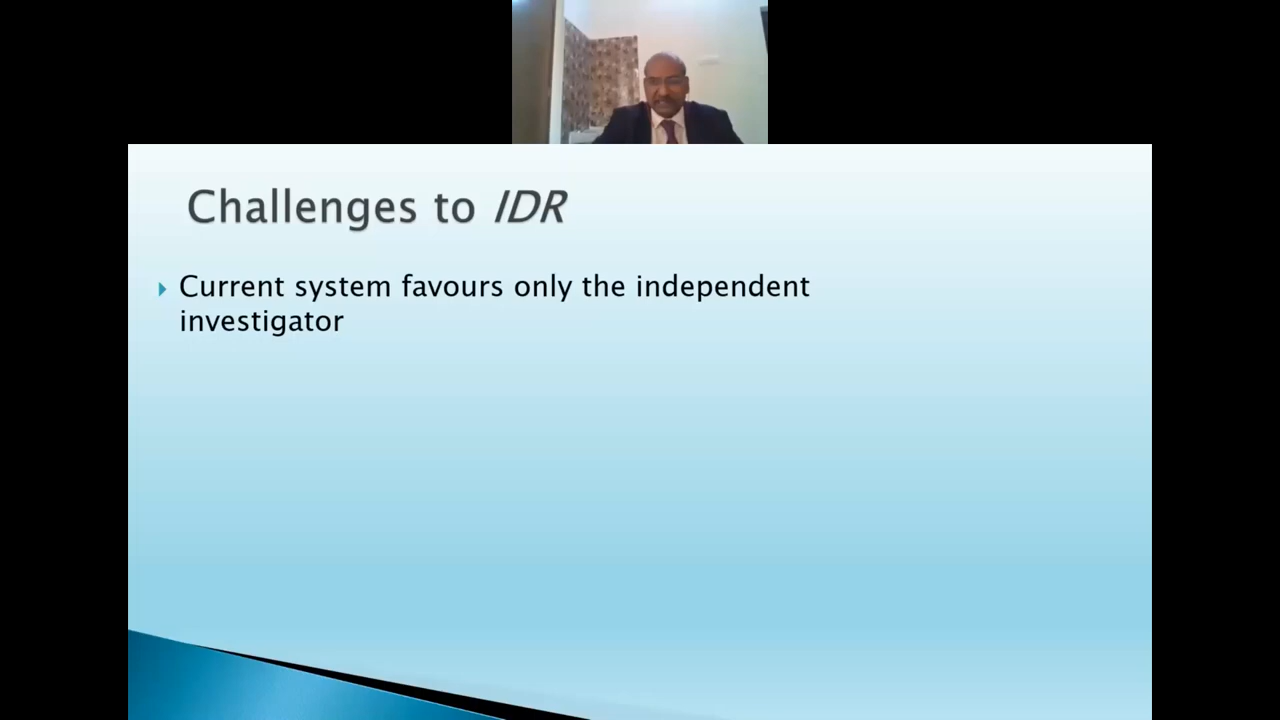 Challenges to IDR
Current system favours only the independent
investigator